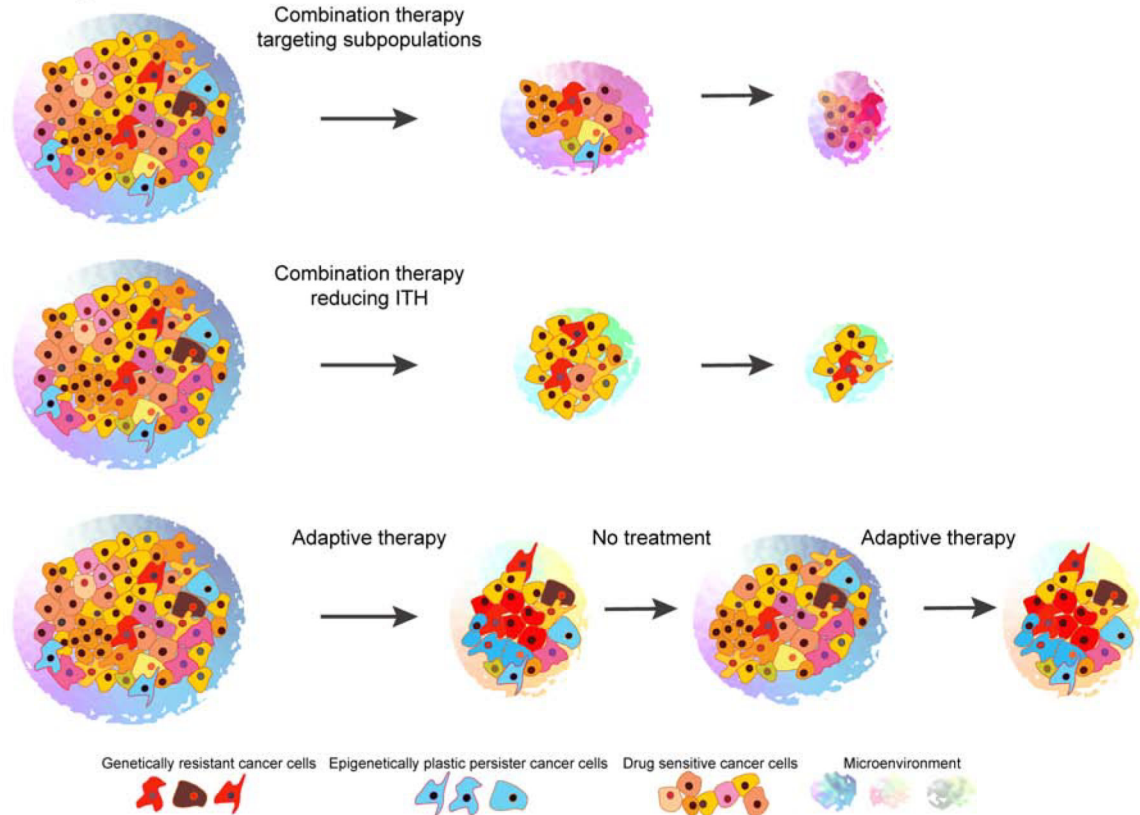 Combination therapy
targeting subpopulations
Combination therapy
reducing ITH
Adaptive therapy
No treatment
Adaptive therapy
Genetically resistant cancer cells
Epigenetically plastic persister cancer cells
Drug sensitive cancer cells
Microenvironment